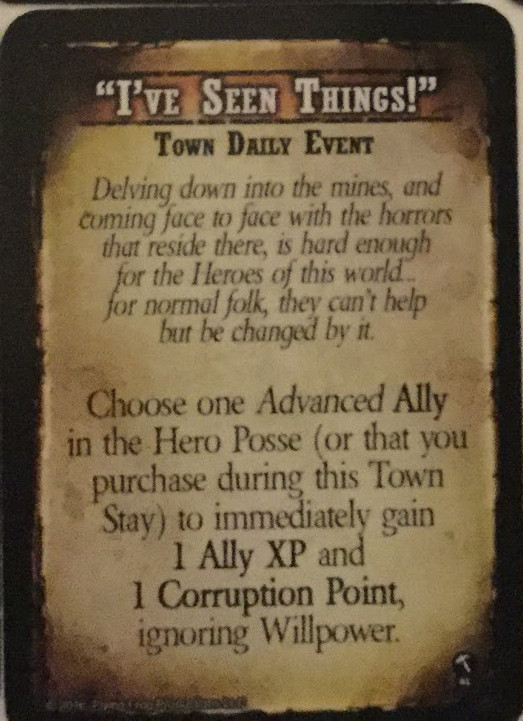 “I’ve Seen Things!”
Town Daily Event
Delving down into the mines, and
coming face to face with the horrors
that reside there, is hard enough
for the Heroes of this world...
for normal folk, they can’t help
but be changed by it.
Choose one Advanced Ally
in the Hero Posse (or that you
purchase during this Town
Stay) to immediately gain
1 Ally XP and
1 Corruption Point,
ignoring Willpower.